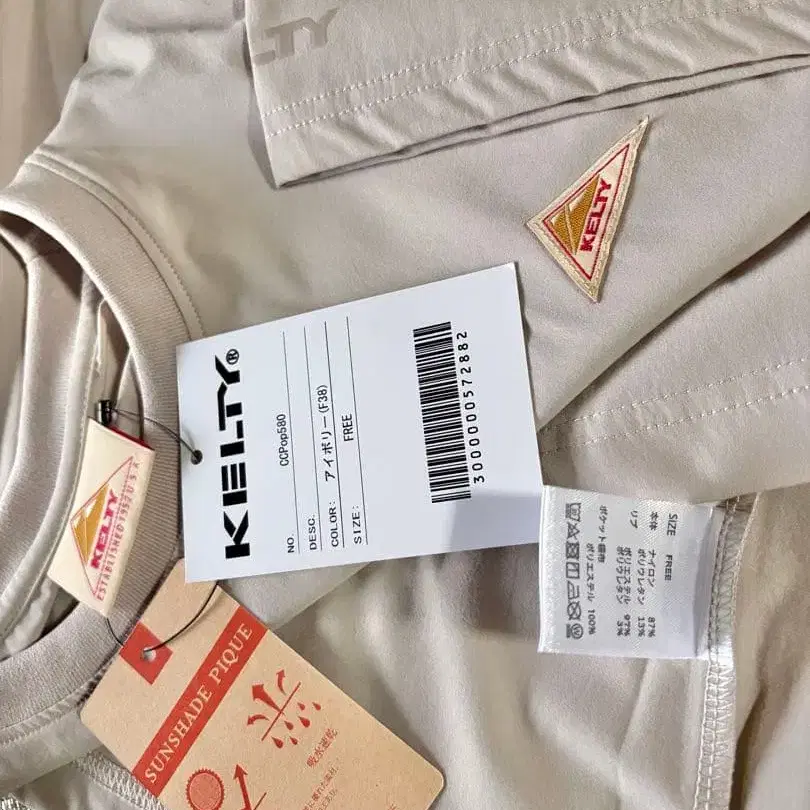 LTY
KELTY
KELTY®
NO. CCPop580
DESC.
COLOR: アイボリー(F38)
SIZE: FREE
3000000572882
KELTY
ESTABLISHED 1952 U.S.A
SIZE FREE
本体 ナイロン 87%
ポリウレタン 13%
リブ ポリエステル 97%
ポリウレタン 3%
ポケット袋布
ポリエステル 100%
SUNSHADE PIQUE
吸水速乾